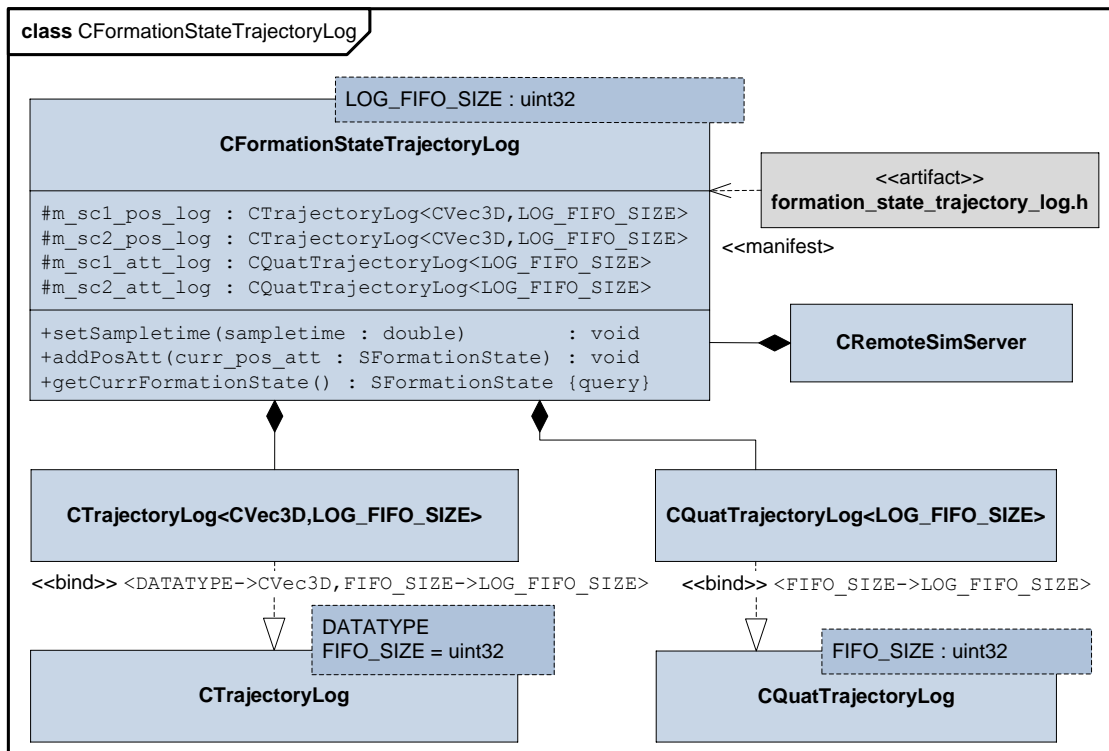 class CFormationStateTrajectoryLog
LOG_FIFO_SIZE : uint32
CFormationStateTrajectoryLog
#m_sc1_pos_log : CTrajectoryLog<CVec3D,LOG_FIFO_SIZE>
#m_sc2_pos_log : CTrajectoryLog<CVec3D,LOG_FIFO_SIZE>
#m_sc1_att_log : CQuatTrajectoryLog<LOG_FIFO_SIZE>
#m_sc2_att_log : CQuatTrajectoryLog<LOG_FIFO_SIZE>
+setSampletime(sampletime : double) : void
+addPosAtt(curr_pos_att : SFormationState) : void
+getCurrFormationState() : SFormationState {query}
<<artifact>>
formation_state_trajectory_log.h
<<manifest>
CRemoteSimServer
CTrajectoryLog<CVec3D,LOG_FIFO_SIZE>
CQuatTrajectoryLog<LOG_FIFO_SIZE>
<<bind>> <DATATYPE->CVec3D,FIFO_SIZE->LOG_FIFO_SIZE>
<<bind>> <FIFO_SIZE->LOG_FIFO_SIZE>
DATATYPE
FIFO_SIZE = uint32
CTrajectoryLog
FIFO_SIZE : uint32
CQuatTrajectoryLog